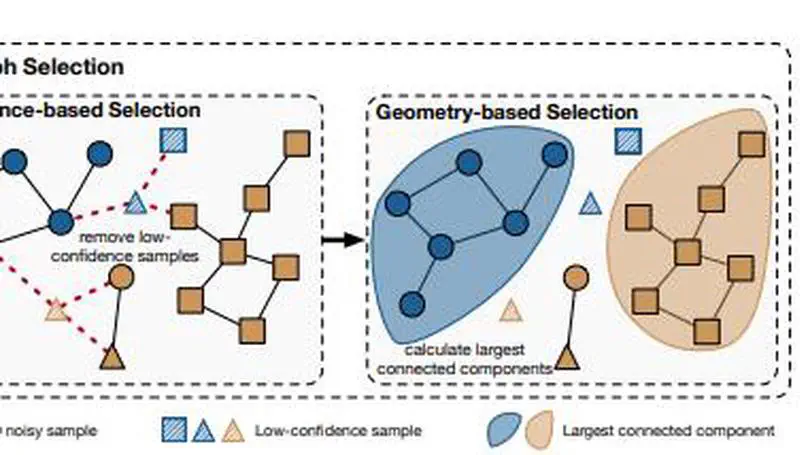 ph Selection
nce-based Selection
Geometry-based Selection
remove low-
confidence samples
calculate largest
connected components
noisy sample
Low-confidence sample
Largest connected component